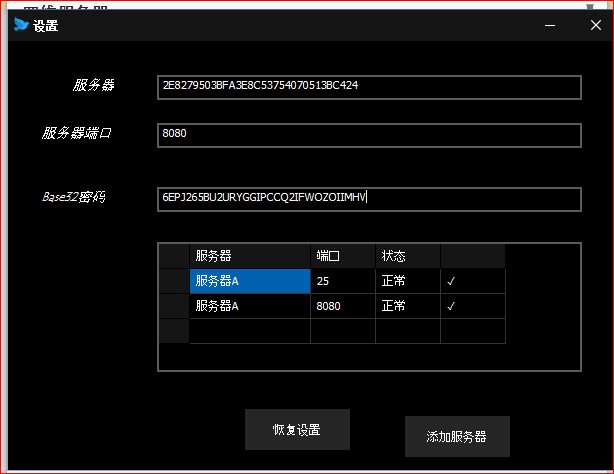 设置
服务器
2E8279503BFA3E8C53754070513BC424
服务器端口
8080
Base32密码
6EPJ265BU2URYGGIPCCQ2IFWOZOIIMHV
服务器 端口 状态
服务器A 25 正常 ✓
服务器A 8080 正常 ✓
恢复设置
添加服务器